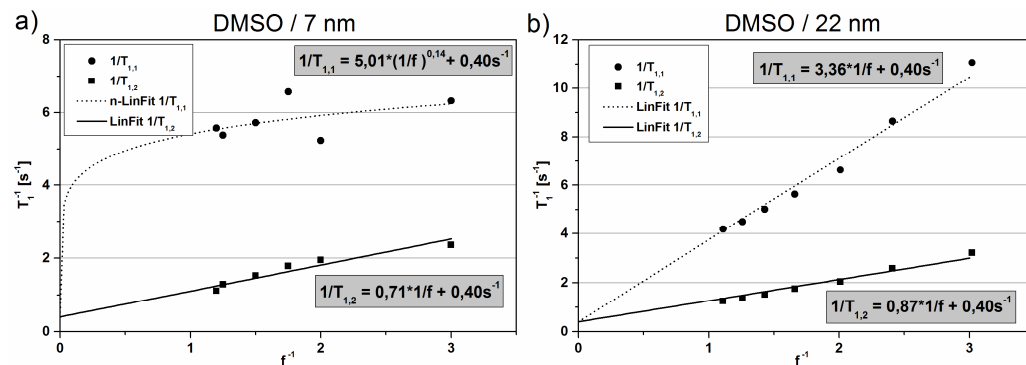 a)
DMSO / 7 nm
8
6
4
2
0
T₁⁻¹ [s⁻¹]
1/T₁,₁
1/T₁,₂
n-LinFit 1/T₁,₁
LinFit 1/T₁,₂
1/T₁,₁ = 5,01*(1/f )⁰,¹⁴+ 0,40s⁻¹
1/T₁,₂ = 0,71*1/f + 0,40s⁻¹
0 1 2 3
f⁻¹
b)
DMSO / 22 nm
12
10
8
6
4
2
0
T₁⁻¹ [s⁻¹]
1/T₁,₁
1/T₁,₂
LinFit 1/T₁,₁
LinFit 1/T₁,₂
1/T₁,₁ = 3,36*1/f + 0,40s⁻¹
1/T₁,₂ = 0,87*1/f + 0,40s⁻¹
0 1 2 3
f⁻¹